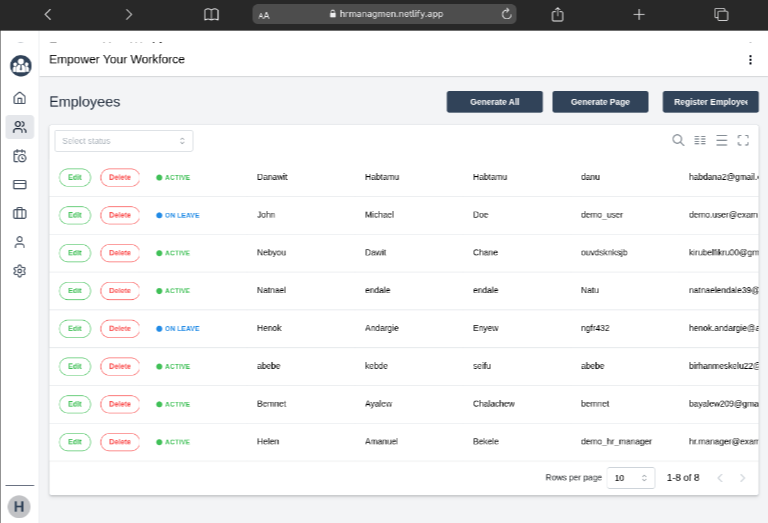 AA hrmanagmen.netlify.app
Empower Your Workforce
Employees Generate All Generate Page Register Employee
Select status
Edit Delete ACTIVE Danawit Habtamu Habtamu danu habdana2@gmail.
Edit Delete ON LEAVE John Michael Doe demo_user demo.user@exam
Edit Delete ACTIVE Nebyou Dawit Chane ouvdsknksjb kirubelfikru00@gm
Edit Delete ACTIVE Natnael endale endale Natu natnaelendale39@
Edit Delete ON LEAVE Henok Andargie Enyew ngfr432 henok.andargie@a
Edit Delete ACTIVE abebe kebde seifu abebe birhanmeskelu22@
Edit Delete ACTIVE Bemnet Ayalew Chalachew bemnet bayalew209@gma
Edit Delete ACTIVE Helen Amanuel Bekele demo_hr_manager hr.manager@exam
Rows per page 10 1-8 of 8
H